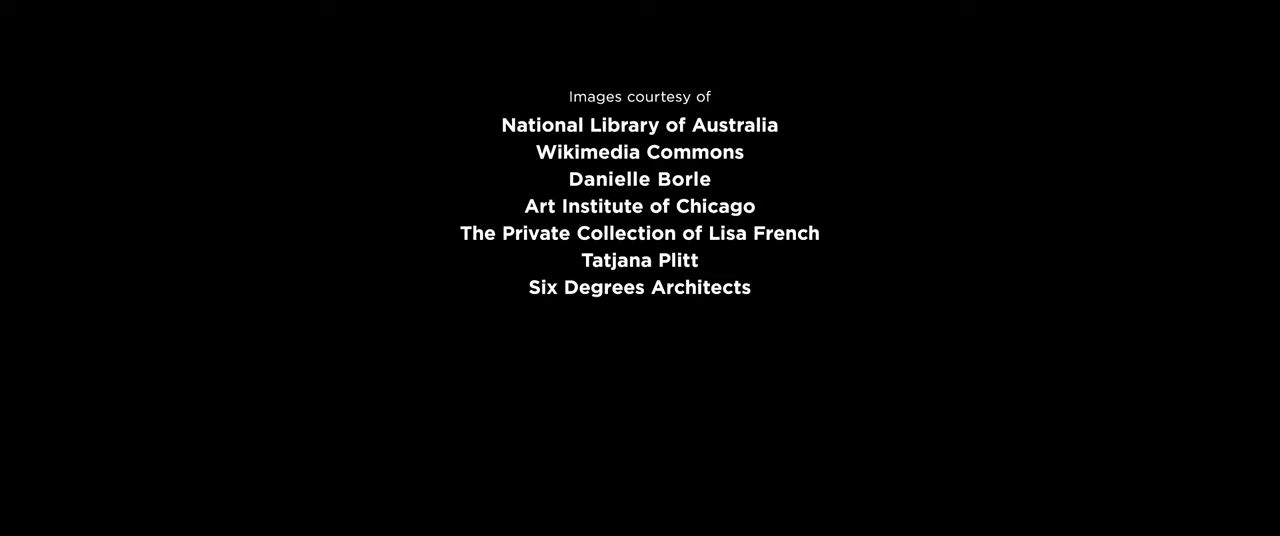 Images courtesy of
National Library of Australia
Wikimedia Commons
Danielle Borle
Art Institute of Chicago
The Private Collection of Lisa French
Tatjana Plitt
Six Degrees Architects